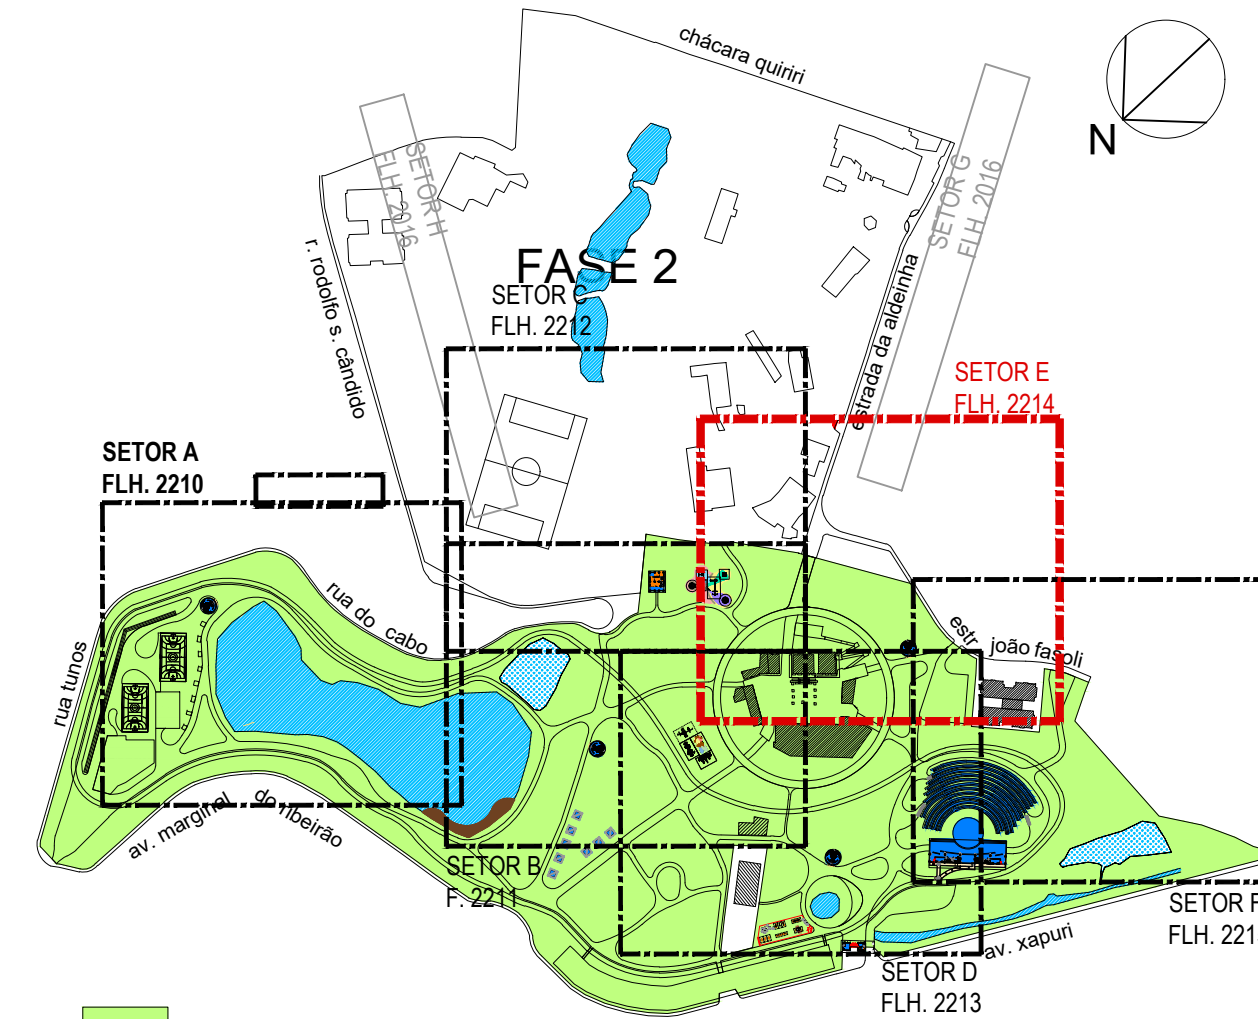 chácara quiriri
N
SETOR H
FLH. 2016
SETOR G
FLH. 2016
r. rodolfo s. cândido
FASE 2
SETOR C
FLH. 2212
estrada da aldeinha
SETOR E
FLH. 2214
SETOR A
FLH. 2210
rua do cabo
rua tunos
estr joão fasoli
av. marginal do ribeirão
SETOR B
F. 2211
SETOR F
FLH. 221
av. xapuri
SETOR D
FLH. 2213